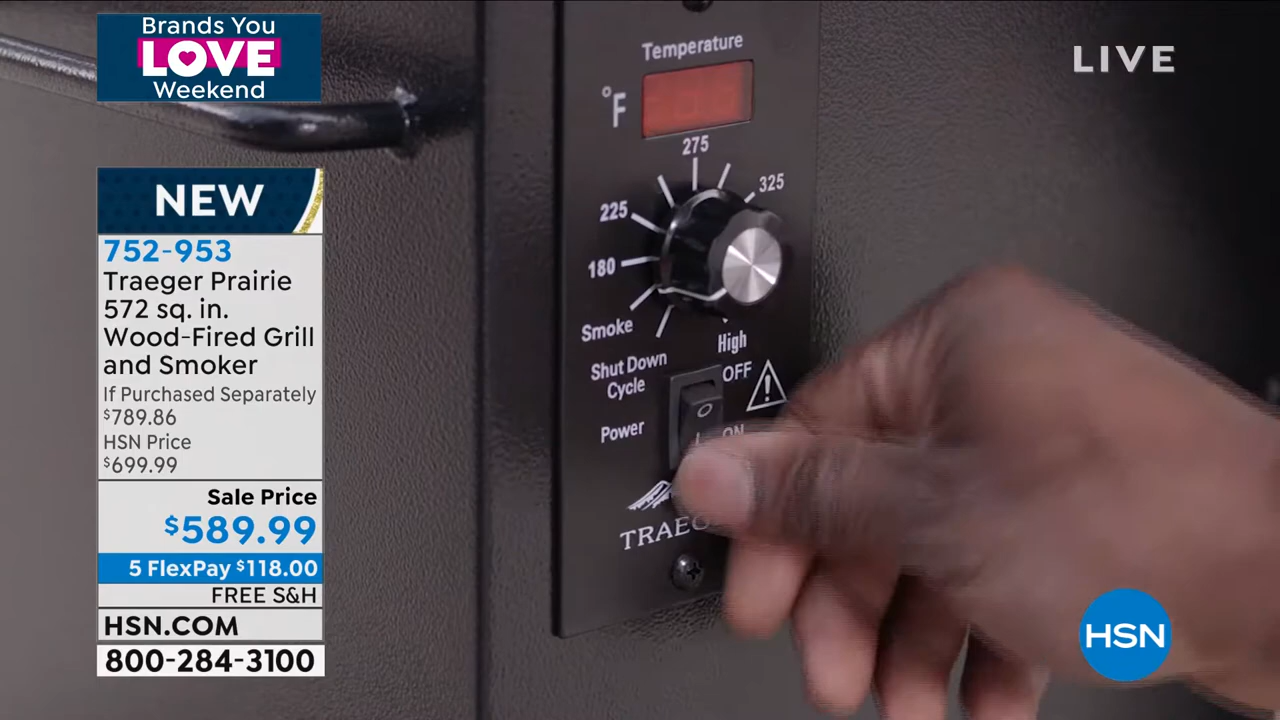 Brands You
LOVE
Weekend
LIVE
NEW
752-953
Traeger Prairie
572 sq. in.
Wood-Fired Grill
and Smoker
If Purchased Separately
$789.86
HSN Price
$699.99
Sale Price
$589.99
5 FlexPay $118.00
FREE S&H
HSN.COM
800-284-3100
Temperature
°F
275
325
225
180
Smoke
High
Shut Down
Cycle
OFF
Power
ON
TRAEG
HSN